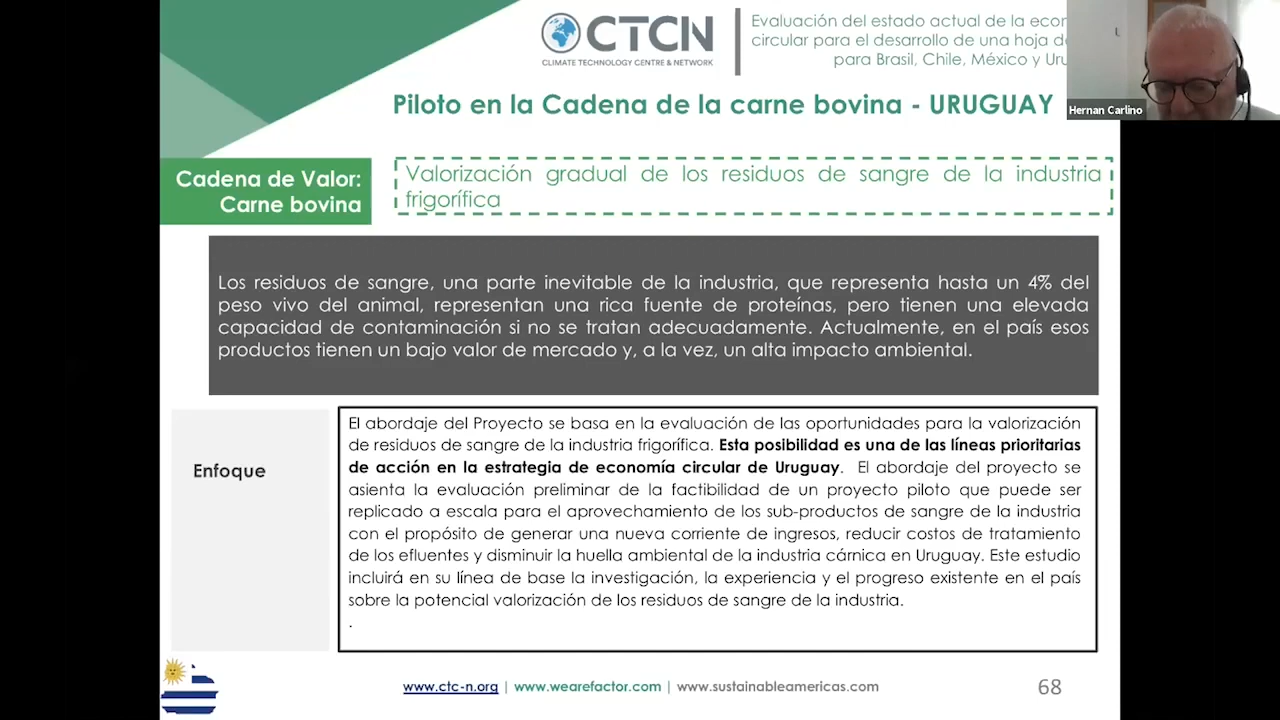 CTCN
CLIMATE TECHNOLOGY CENTRE & NETWORK
Evaluación del estado actual de la
circular para el desarrollo de una hoja
para Brasil, Chile, México y
Hernan Carlino
Piloto en la Cadena de la carne bovina - URUGUAY
Cadena de Valor:
Carne bovina
Valorización gradual de los residuos de sangre de la industria
frigorífica
Los residuos de sangre, una parte inevitable de la industria, que representa hasta un 4% del
peso vivo del animal, representan una rica fuente de proteínas, pero tienen una elevada
capacidad de contaminación si no se tratan adecuadamente. Actualmente, en el país esos
productos tienen un bajo valor de mercado y, a la vez, un alta impacto ambiental.
Enfoque
El abordaje del Proyecto se basa en la evaluación de las oportunidades para la valorización
de residuos de sangre de la industria frigorífica. Esta posibilidad es una de las líneas prioritarias
de acción en la estrategia de economía circular de Uruguay. El abordaje del proyecto se
asienta la evaluación preliminar de la factibilidad de un proyecto piloto que puede ser
replicado a escala para el aprovechamiento de los sub-productos de sangre de la industria
con el propósito de generar una nueva corriente de ingresos, reducir costos de tratamiento
de los efluentes y disminuir la huella ambiental de la industria cárnica en Uruguay. Este estudio
incluirá en su línea de base la investigación, la experiencia y el progreso existente en el país
sobre la potencial valorización de los residuos de sangre de la industria.
.
www.ctc-n.org | www.wearefactor.com | www.sustainableamericas.com
68